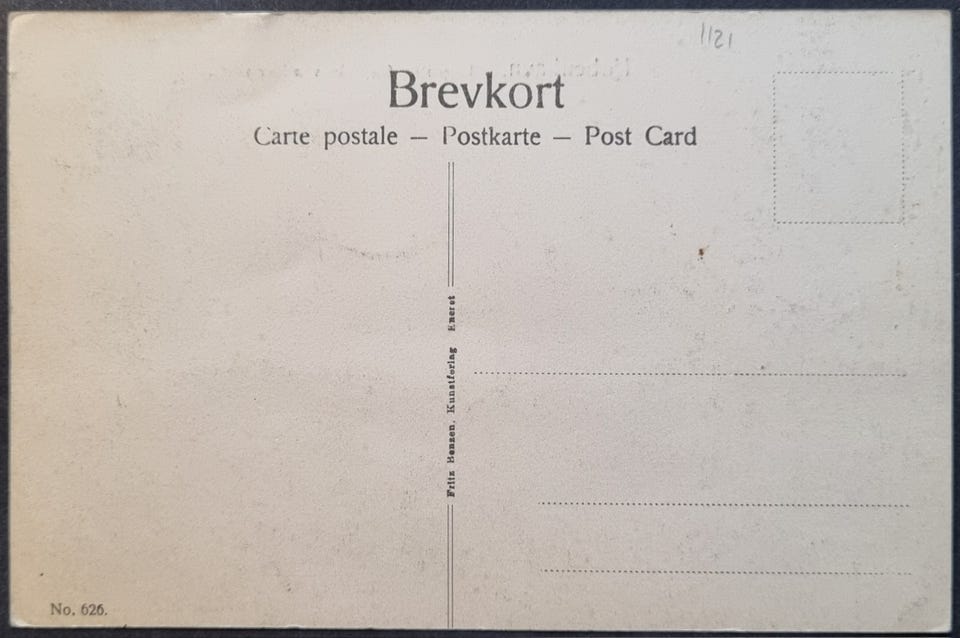 1121
Brevkort
Carte postale — Postkarte — Post Card
Fritz Benzen. Kunstforlag Eneret
No. 626.